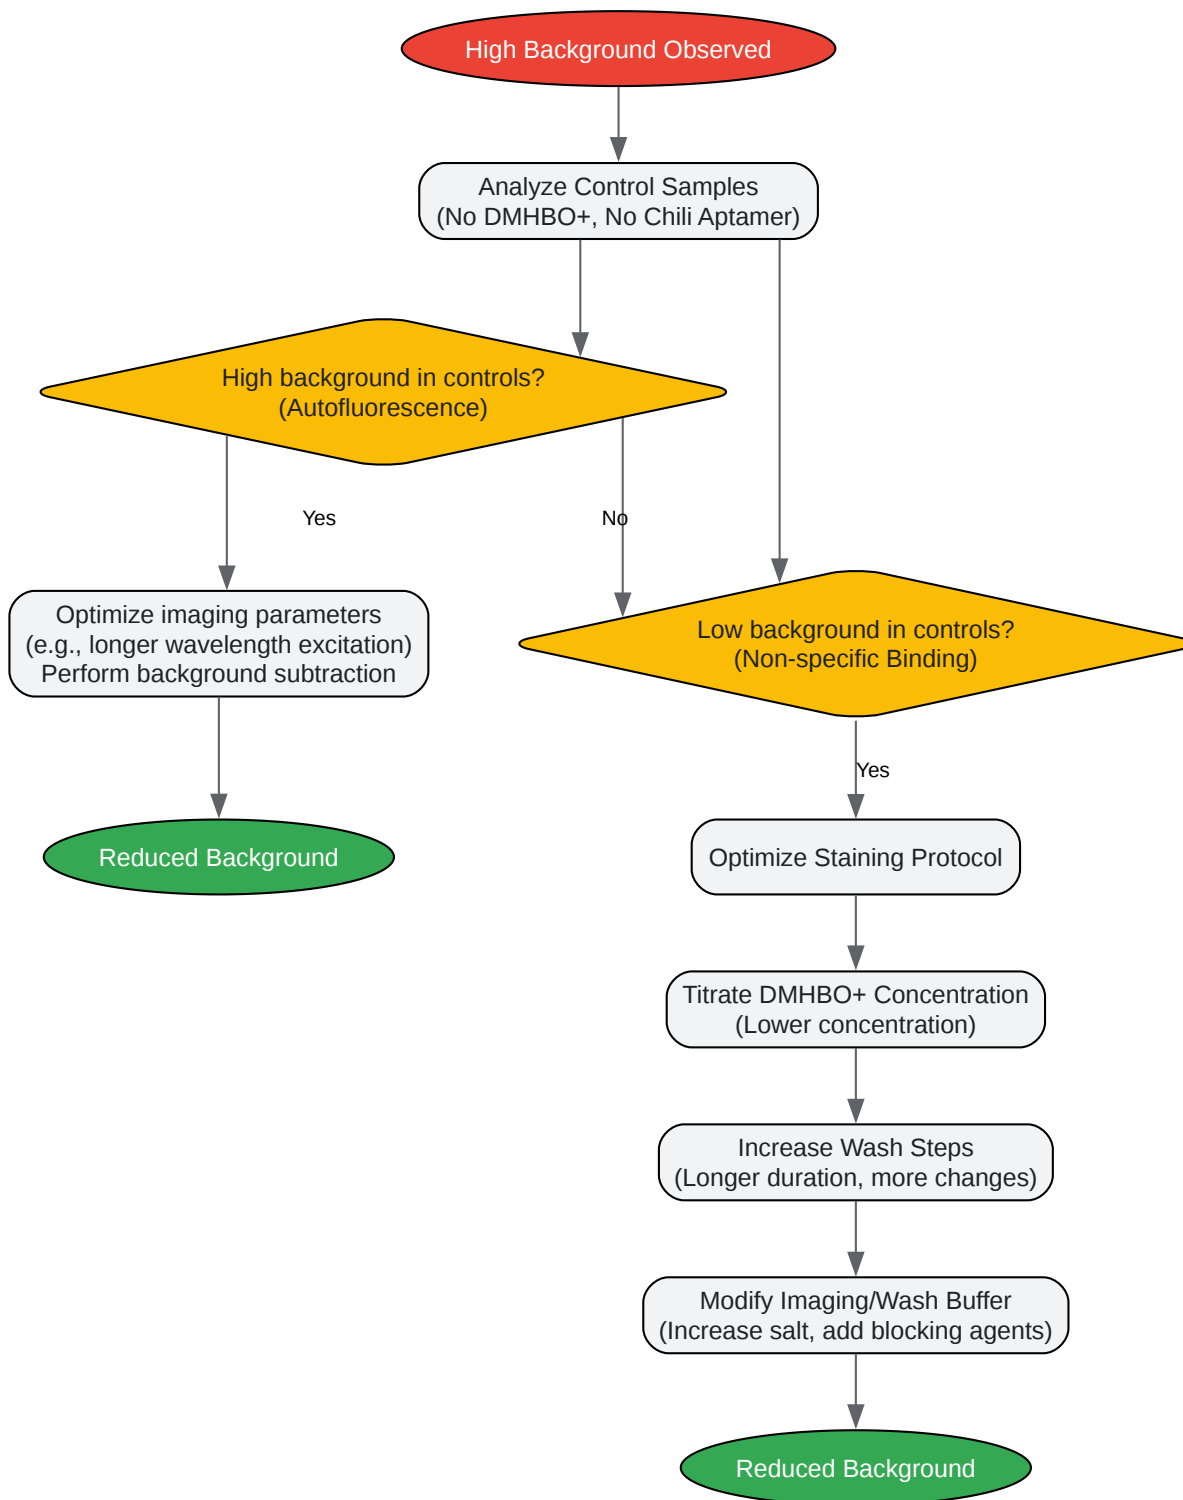 High Background Observed
Analyze Control Samples
(No DMHBO+, No Chili Aptamer)
High background in controls?
(Autofluorescence)
Yes
No
Optimize imaging parameters
(e.g., longer wavelength excitation)
Perform background subtraction
Low background in controls?
(Non-specific Binding)
Yes
Reduced Background
Optimize Staining Protocol
Titrate DMHBO+ Concentration
(Lower concentration)
Increase Wash Steps
(Longer duration, more changes)
Modify Imaging/Wash Buffer
(Increase salt, add blocking agents)
Reduced Background